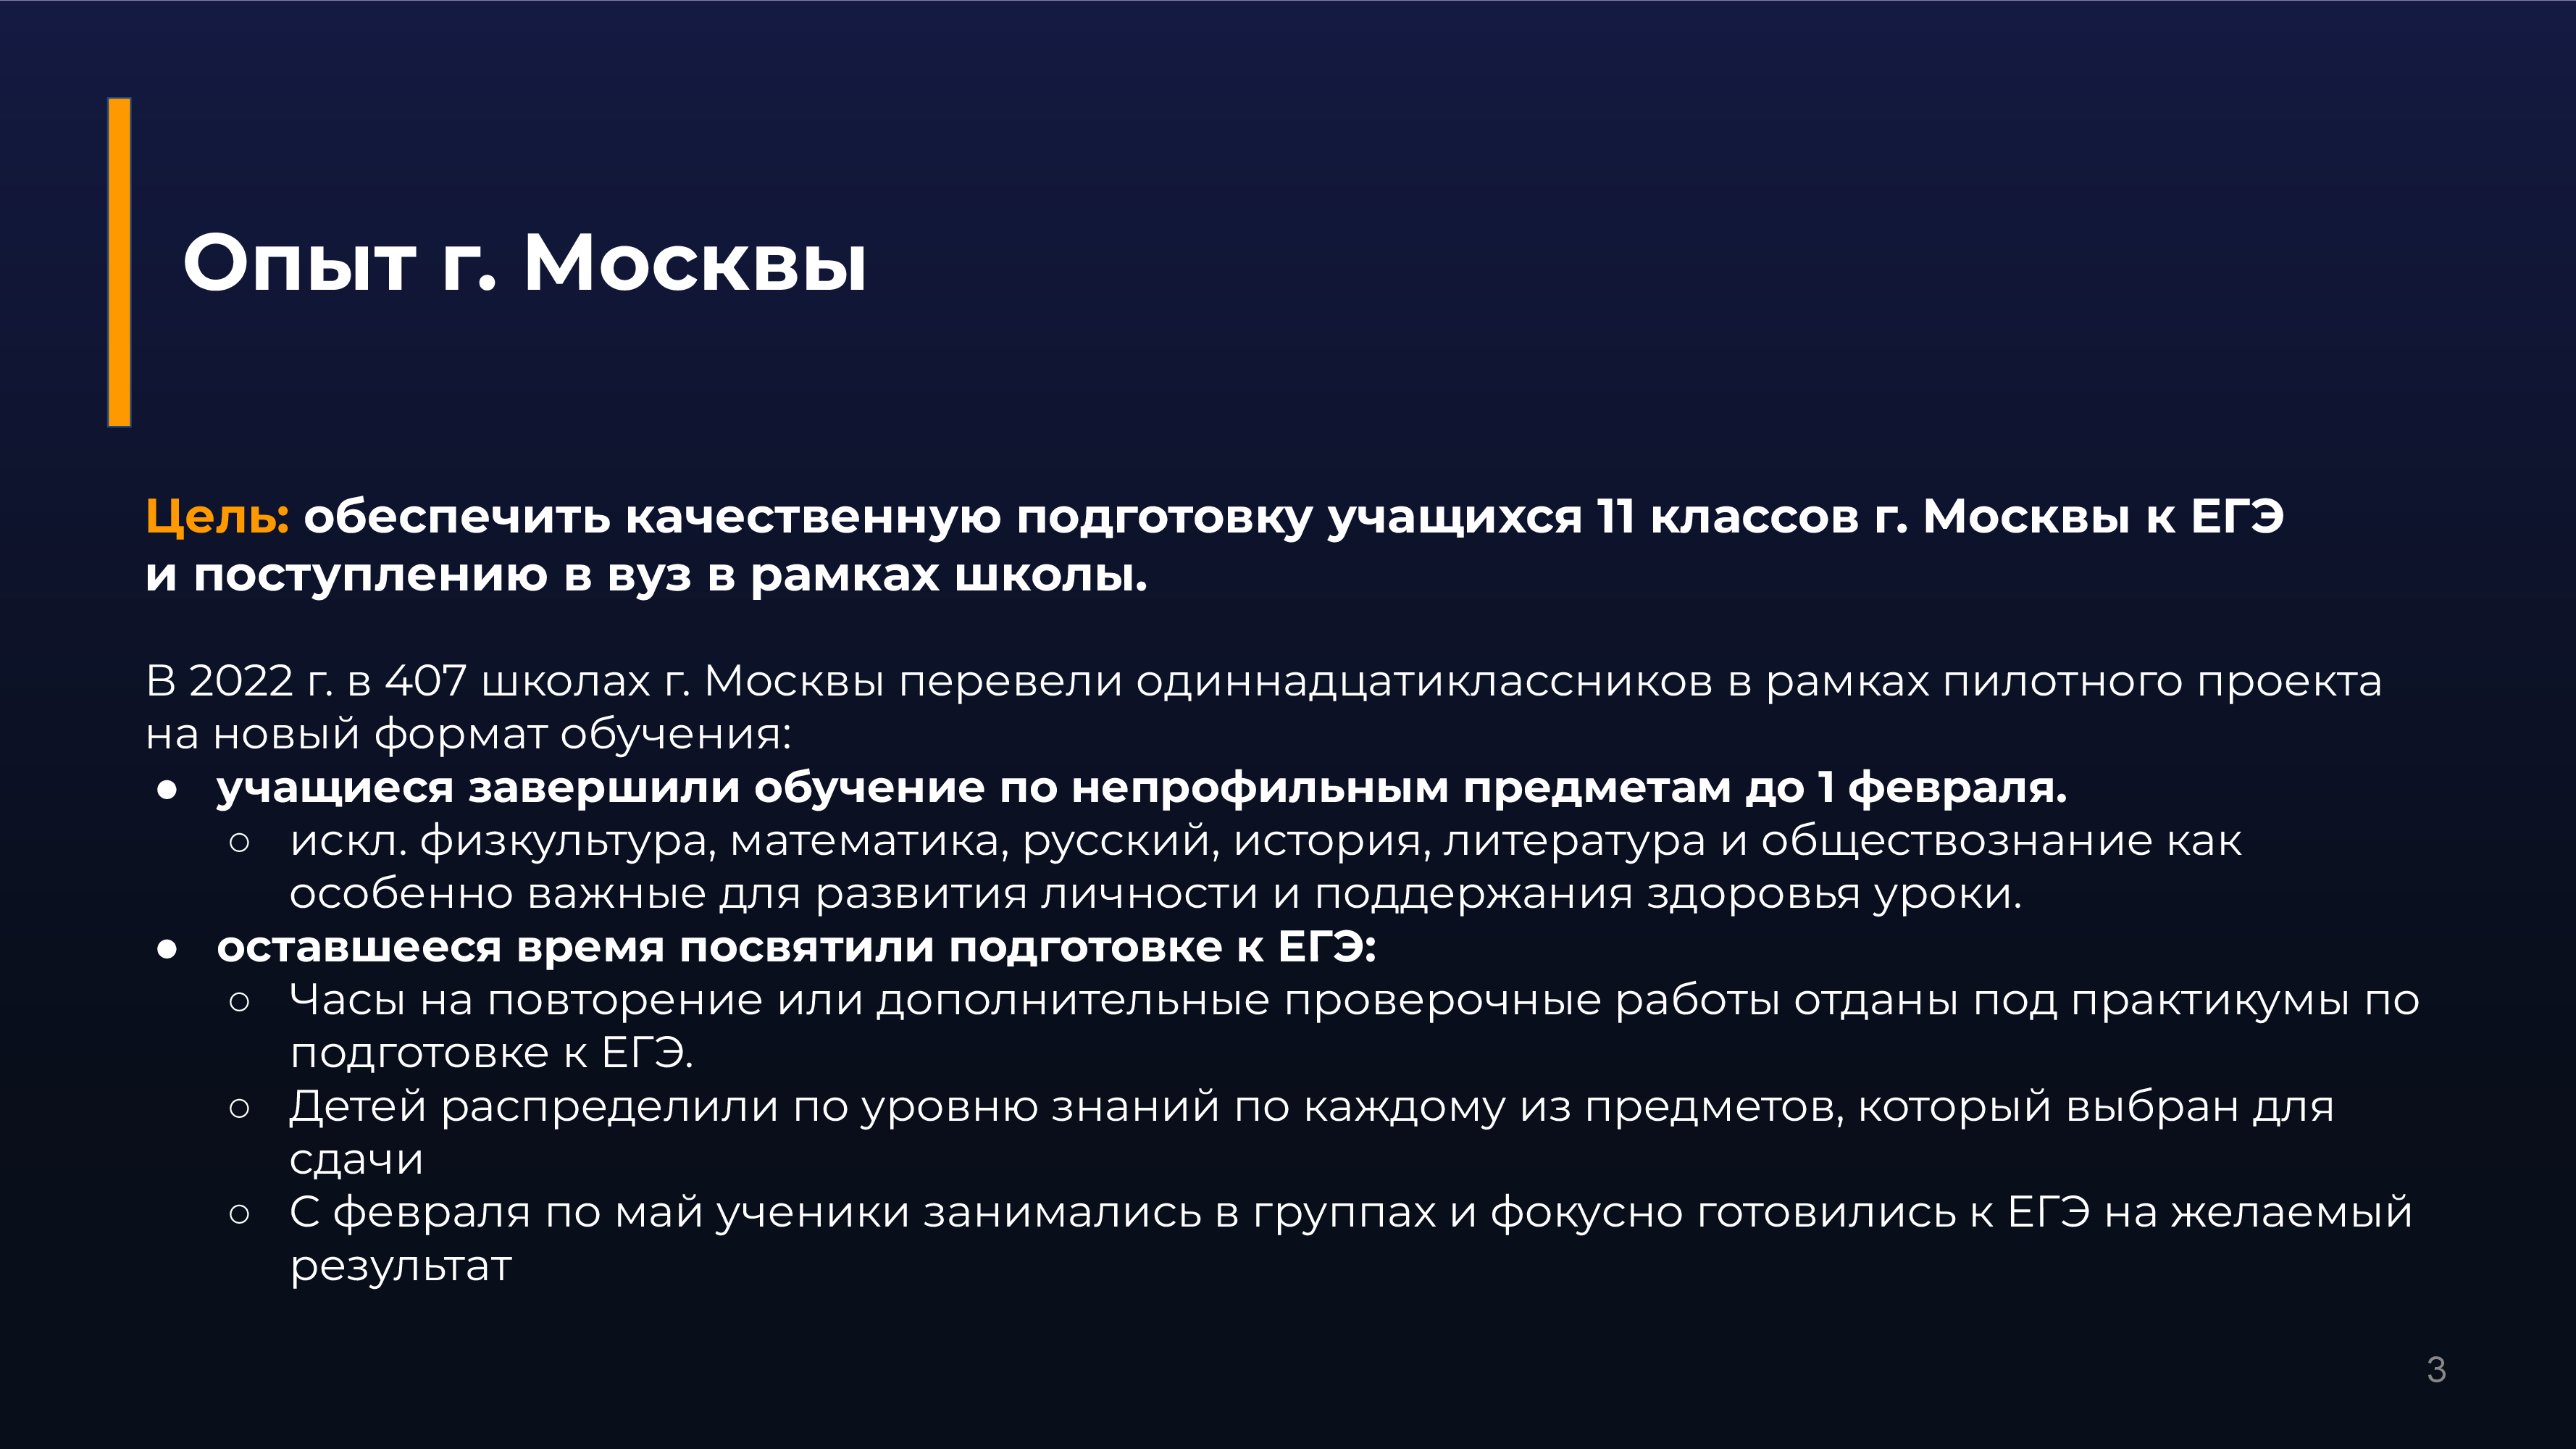 Опыт г. Москвы
Цель: обеспечить качественную подготовку учащихся 11 классов г. Москвы к ЕГЭ
и поступлению в вуз в рамках школы.
В 2022 г. в 407 школах г. Москвы перевели одиннадцатиклассников в рамках пилотного проекта
на новый формат обучения:
● учащиеся завершили обучение по непрофильным предметам до 1 февраля.
○ искл. физкультура, математика, русский, история, литература и обществознание как
особенно важные для развития личности и поддержания здоровья уроки.
● оставшееся время посвятили подготовке к ЕГЭ:
○ Часы на повторение или дополнительные проверочные работы отданы под практикумы по
подготовке к ЕГЭ.
○ Детей распределили по уровню знаний по каждому из предметов, который выбран для
сдачи
○ С февраля по май ученики занимались в группах и фокусно готовились к ЕГЭ на желаемый
результат
3